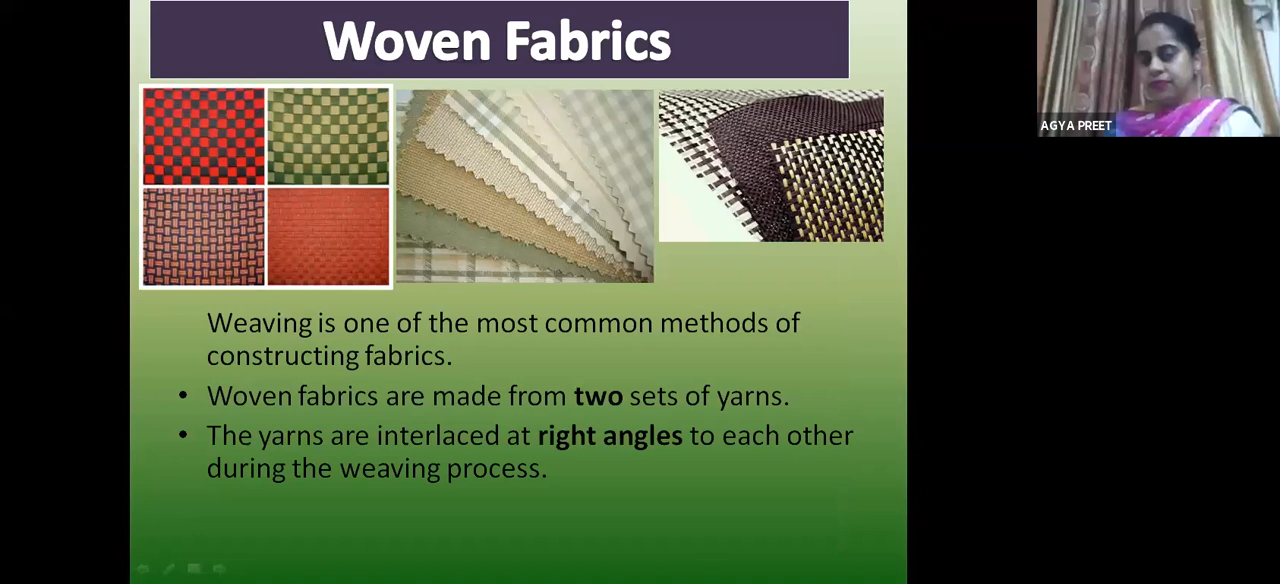 Woven Fabrics
AGYA PREET
Weaving is one of the most common methods of
constructing fabrics.
• Woven fabrics are made from two sets of yarns.
• The yarns are interlaced at right angles to each other
during the weaving process.